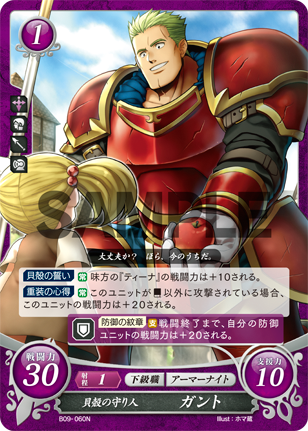 1
SAMPLE
大丈夫か？ ほら、今のうちだ。
貝殻の誓い 常 味方の『ティーナ』の戦闘力は＋10される。
重装の心得 常 このユニットが 以外に攻撃されている場合、
このユニットの戦闘力は＋20される。
防御の紋章 支 戦闘終了まで、自分の防御
ユニットの戦闘力は＋20される。
戦闘力 30
射程 1 下級職 アーマーナイト
支援力 10
貝殻の守り人 ガント
B09-060N
Illust：ホマ蔵